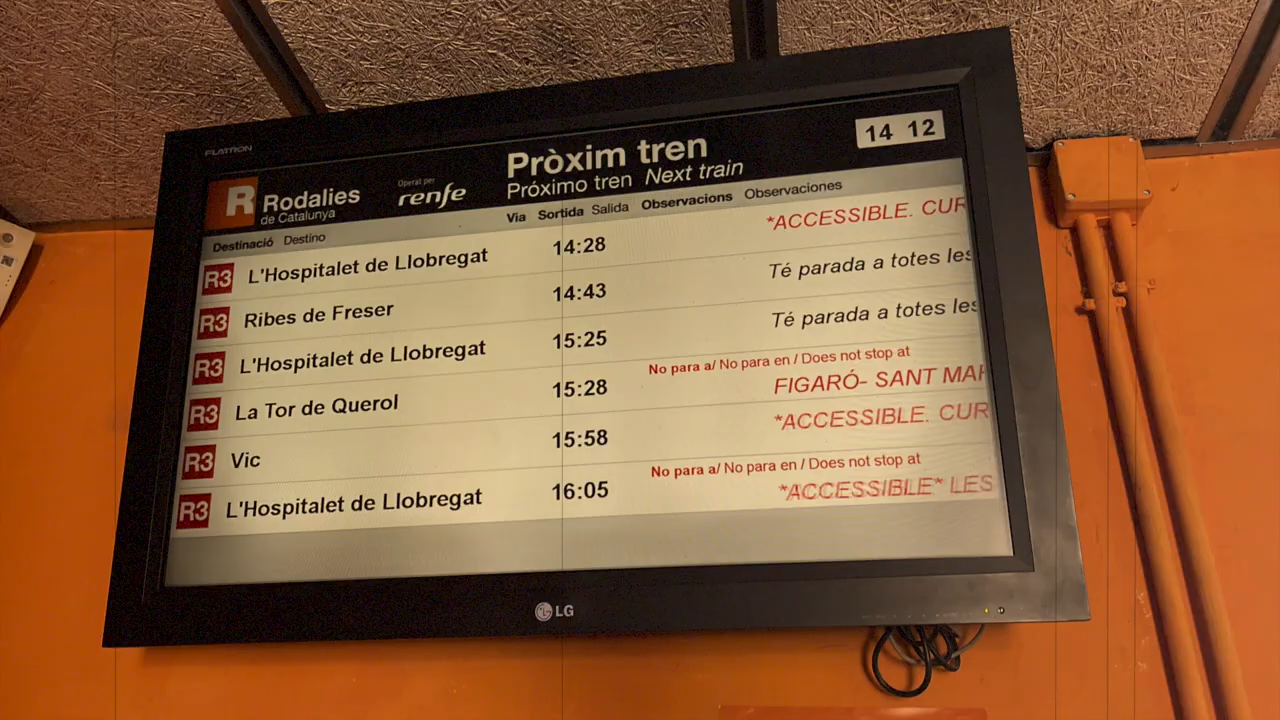 FLATRON
R Rodalies de Catalunya
Operat per renfe
Pròxim tren
Próximo tren Next train
14 12
Destinació Destino Via Sortida Salida Observacions Observaciones
R3 L'Hospitalet de Llobregat 14:28 *ACCESSIBLE. CUR
R3 Ribes de Freser 14:43 Té parada a totes les
R3 L'Hospitalet de Llobregat 15:25 Té parada a totes les
No para a/ No para en / Does not stop at
R3 La Tor de Querol 15:28 FIGARÓ- SANT MAR
R3 Vic 15:58 *ACCESSIBLE. CUR
No para a/ No para en / Does not stop at
R3 L'Hospitalet de Llobregat 16:05 *ACCESSIBLE* LES
LG